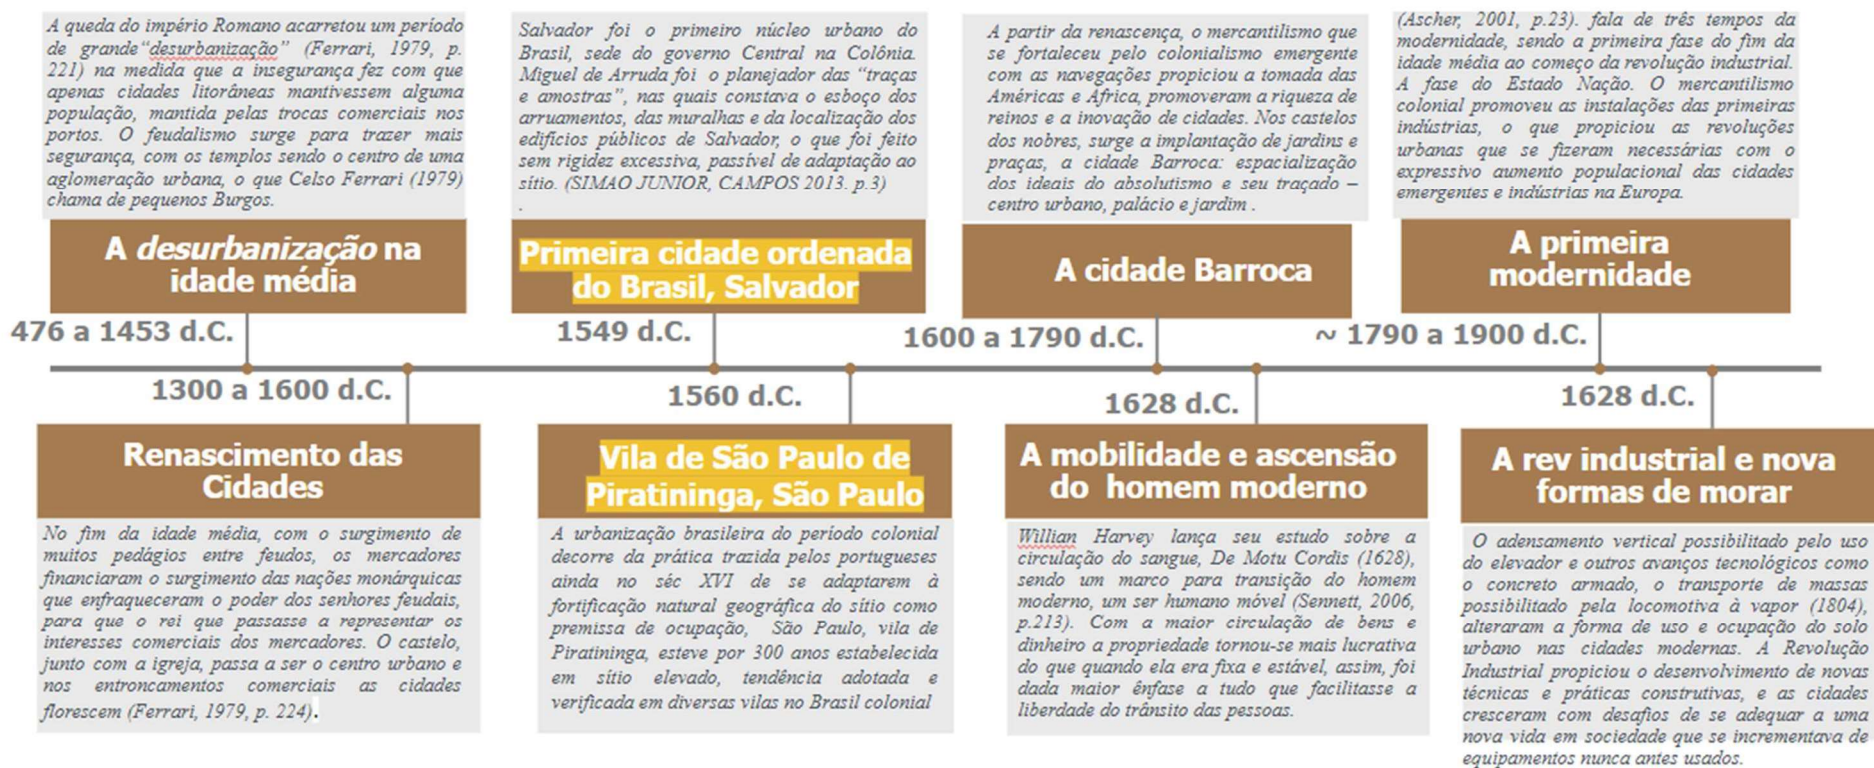 A queda do império Romano acarretou um período
de grande“desurbanização” (Ferrari, 1979, p.
221) na medida que a insegurança fez com que
apenas cidades litorâneas mantivessem alguma
população, mantida pelas trocas comerciais nos
portos. O feudalismo surge para trazer mais
segurança, com os templos sendo o centro de uma
aglomeração urbana, o que Celso Ferrari (1979)
chama de pequenos Burgos.
A desurbanização na
idade média
476 a 1453 d.C.
Salvador foi o primeiro núcleo urbano do
Brasil, sede do governo Central na Colônia.
Miguel de Arruda foi o planejador das “traças
e amostras”, nas quais constava o esboço dos
arruamentos, das muralhas e da localização dos
edifícios públicos de Salvador, o que foi feito
sem rigidez excessiva, passível de adaptação ao
sítio. (SIMAO JUNIOR, CAMPOS 2013. p.3)
.
Primeira cidade ordenada
do Brasil, Salvador
1549 d.C.
A partir da renascença, o mercantilismo que
se fortaleceu pelo colonialismo emergente
com as navegações propiciou a tomada das
Américas e Africa, promoveram a riqueza de
reinos e a inovação de cidades. Nos castelos
dos nobres, surge a implantação de jardins e
praças, a cidade Barroca: espacialização
dos ideais do absolutismo e seu traçado –
centro urbano, palácio e jardim .
A cidade Barroca
1600 a 1790 d.C.
(Ascher, 2001, p.23). fala de três tempos da
modernidade, sendo a primeira fase do fim da
idade média ao começo da revolução industrial.
A fase do Estado Nação. O mercantilismo
colonial promoveu as instalações das primeiras
indústrias, o que propiciou as revoluções
urbanas que se fizeram necessárias com o
expressivo aumento populacional das cidades
emergentes e indústrias na Europa.
A primeira
modernidade
~ 1790 a 1900 d.C.
1300 a 1600 d.C.
Renascimento das
Cidades
No fim da idade média, com o surgimento de
muitos pedágios entre feudos, os mercadores
financiaram o surgimento das nações monárquicas
que enfraqueceram o poder dos senhores feudais,
para que o rei que passasse a representar os
interesses comerciais dos mercadores. O castelo,
junto com a igreja, passa a ser o centro urbano e
nos entroncamentos comerciais as cidades
florescem (Ferrari, 1979, p. 224).
1560 d.C.
Vila de São Paulo de
Piratininga, São Paulo
A urbanização brasileira do período colonial
decorre da prática trazida pelos portugueses
ainda no séc XVI de se adaptarem à
fortificação natural geográfica do sítio como
premissa de ocupação, São Paulo, vila de
Piratininga, esteve por 300 anos estabelecida
em sítio elevado, tendência adotada e
verificada em diversas vilas no Brasil colonial
1628 d.C.
A mobilidade e ascensão
do homem moderno
Willian Harvey lança seu estudo sobre a
circulação do sangue, De Motu Cordis (1628),
sendo um marco para transição do homem
moderno, um ser humano móvel (Sennett, 2006,
p.213). Com a maior circulação de bens e
dinheiro a propriedade tornou-se mais lucrativa
do que quando ela era fixa e estável, assim, foi
dada maior ênfase a tudo que facilitasse a
liberdade do trânsito das pessoas.
1628 d.C.
A rev industrial e nova
formas de morar
O adensamento vertical possibilitado pelo uso
do elevador e outros avanços tecnológicos como
o concreto armado, o transporte de massas
possibilitado pela locomotiva à vapor (1804),
alteraram a forma de uso e ocupação do solo
urbano nas cidades modernas. A Revolução
Industrial propiciou o desenvolvimento de novas
técnicas e práticas construtivas, e as cidades
cresceram com desafios de se adequar a uma
nova vida em sociedade que se incrementava de
equipamentos nunca antes usados.